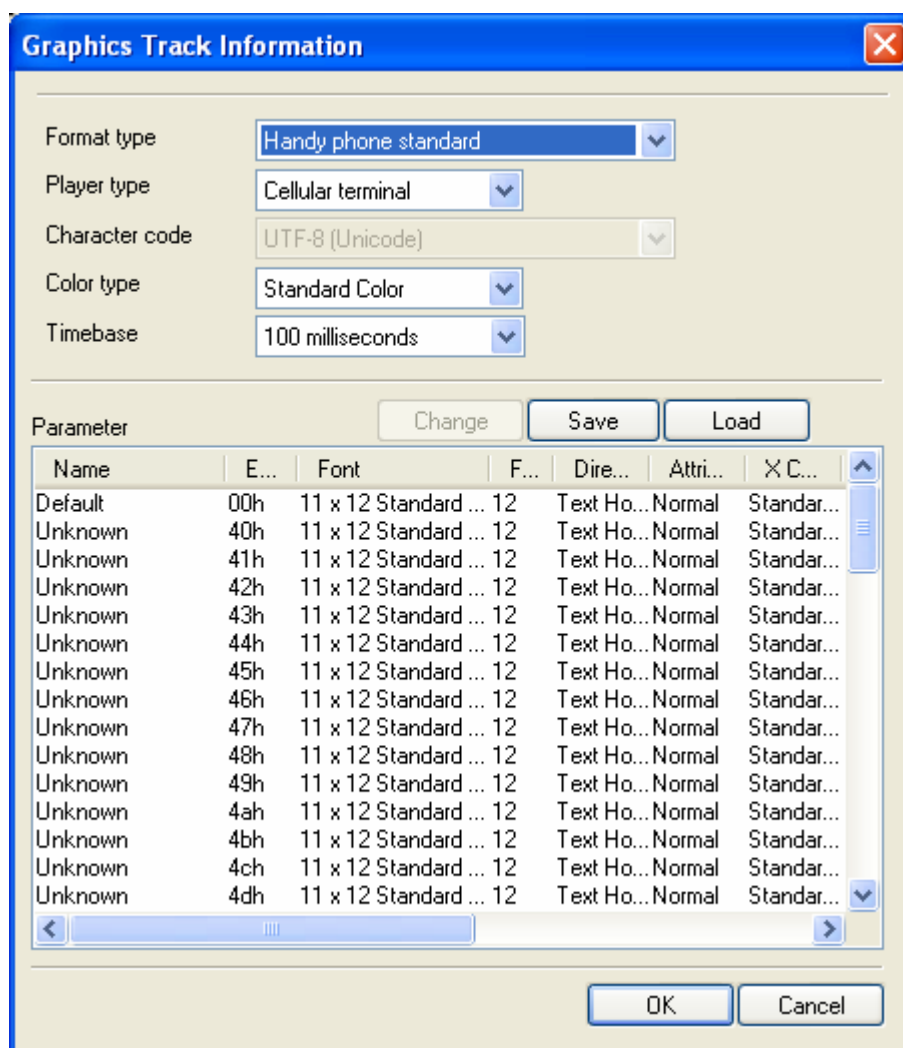 Graphics Track Information
Format type Handy phone standard
Player type Cellular terminal
Character code UTF-8 (Unicode)
Color type Standard Color
Timebase 100 milliseconds
Parameter Change Save Load
Name E... Font F... Dire... Attri... X C...
Default 00h 11 x 12 Standard ... 12 Text Ho... Normal Standar...
Unknown 40h 11 x 12 Standard ... 12 Text Ho... Normal Standar...
Unknown 41h 11 x 12 Standard ... 12 Text Ho... Normal Standar...
Unknown 42h 11 x 12 Standard ... 12 Text Ho... Normal Standar...
Unknown 43h 11 x 12 Standard ... 12 Text Ho... Normal Standar...
Unknown 44h 11 x 12 Standard ... 12 Text Ho... Normal Standar...
Unknown 45h 11 x 12 Standard ... 12 Text Ho... Normal Standar...
Unknown 46h 11 x 12 Standard ... 12 Text Ho... Normal Standar...
Unknown 47h 11 x 12 Standard ... 12 Text Ho... Normal Standar...
Unknown 48h 11 x 12 Standard ... 12 Text Ho... Normal Standar...
Unknown 49h 11 x 12 Standard ... 12 Text Ho... Normal Standar...
Unknown 4ah 11 x 12 Standard ... 12 Text Ho... Normal Standar...
Unknown 4bh 11 x 12 Standard ... 12 Text Ho... Normal Standar...
Unknown 4ch 11 x 12 Standard ... 12 Text Ho... Normal Standar...
Unknown 4dh 11 x 12 Standard ... 12 Text Ho... Normal Standar...
OK Cancel